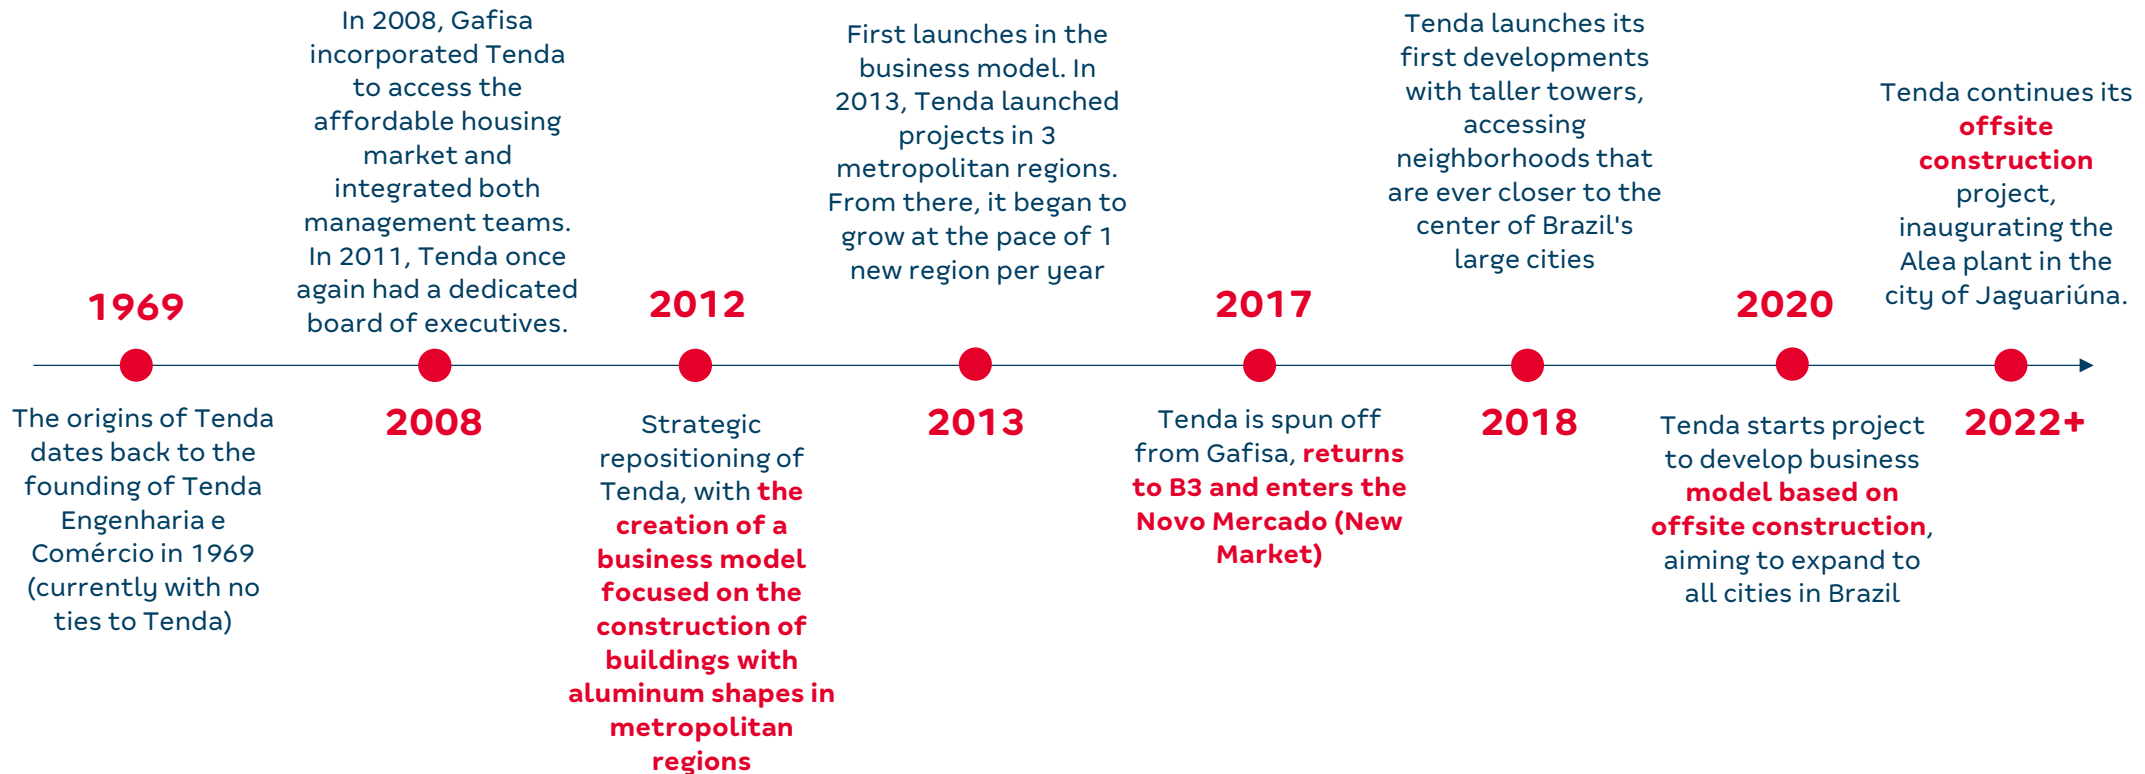 1969
The origins of Tenda
dates back to the
founding of Tenda
Engenharia e
Comércio in 1969
(currently with no
ties to Tenda)
In 2008, Gafisa
incorporated Tenda
to access the
affordable housing
market and
integrated both
management teams.
In 2011, Tenda once
again had a dedicated
board of executives.
2008
2012
Strategic
repositioning of
Tenda, with the
creation of a
business model
focused on the
construction of
buildings with
aluminum shapes in
metropolitan
regions
First launches in the
business model. In
2013, Tenda launched
projects in 3
metropolitan regions.
From there, it began to
grow at the pace of 1
new region per year
2013
2017
Tenda is spun off
from Gafisa, returns
to B3 and enters the
Novo Mercado (New
Market)
Tenda launches its
first developments
with taller towers,
accessing
neighborhoods that
are ever closer to the
center of Brazil's
large cities
2018
2020
Tenda starts project
to develop business
model based on
offsite construction,
aiming to expand to
all cities in Brazil
Tenda continues its
offsite
construction
project,
inaugurating the
Alea plant in the
city of Jaguariúna.
2022+